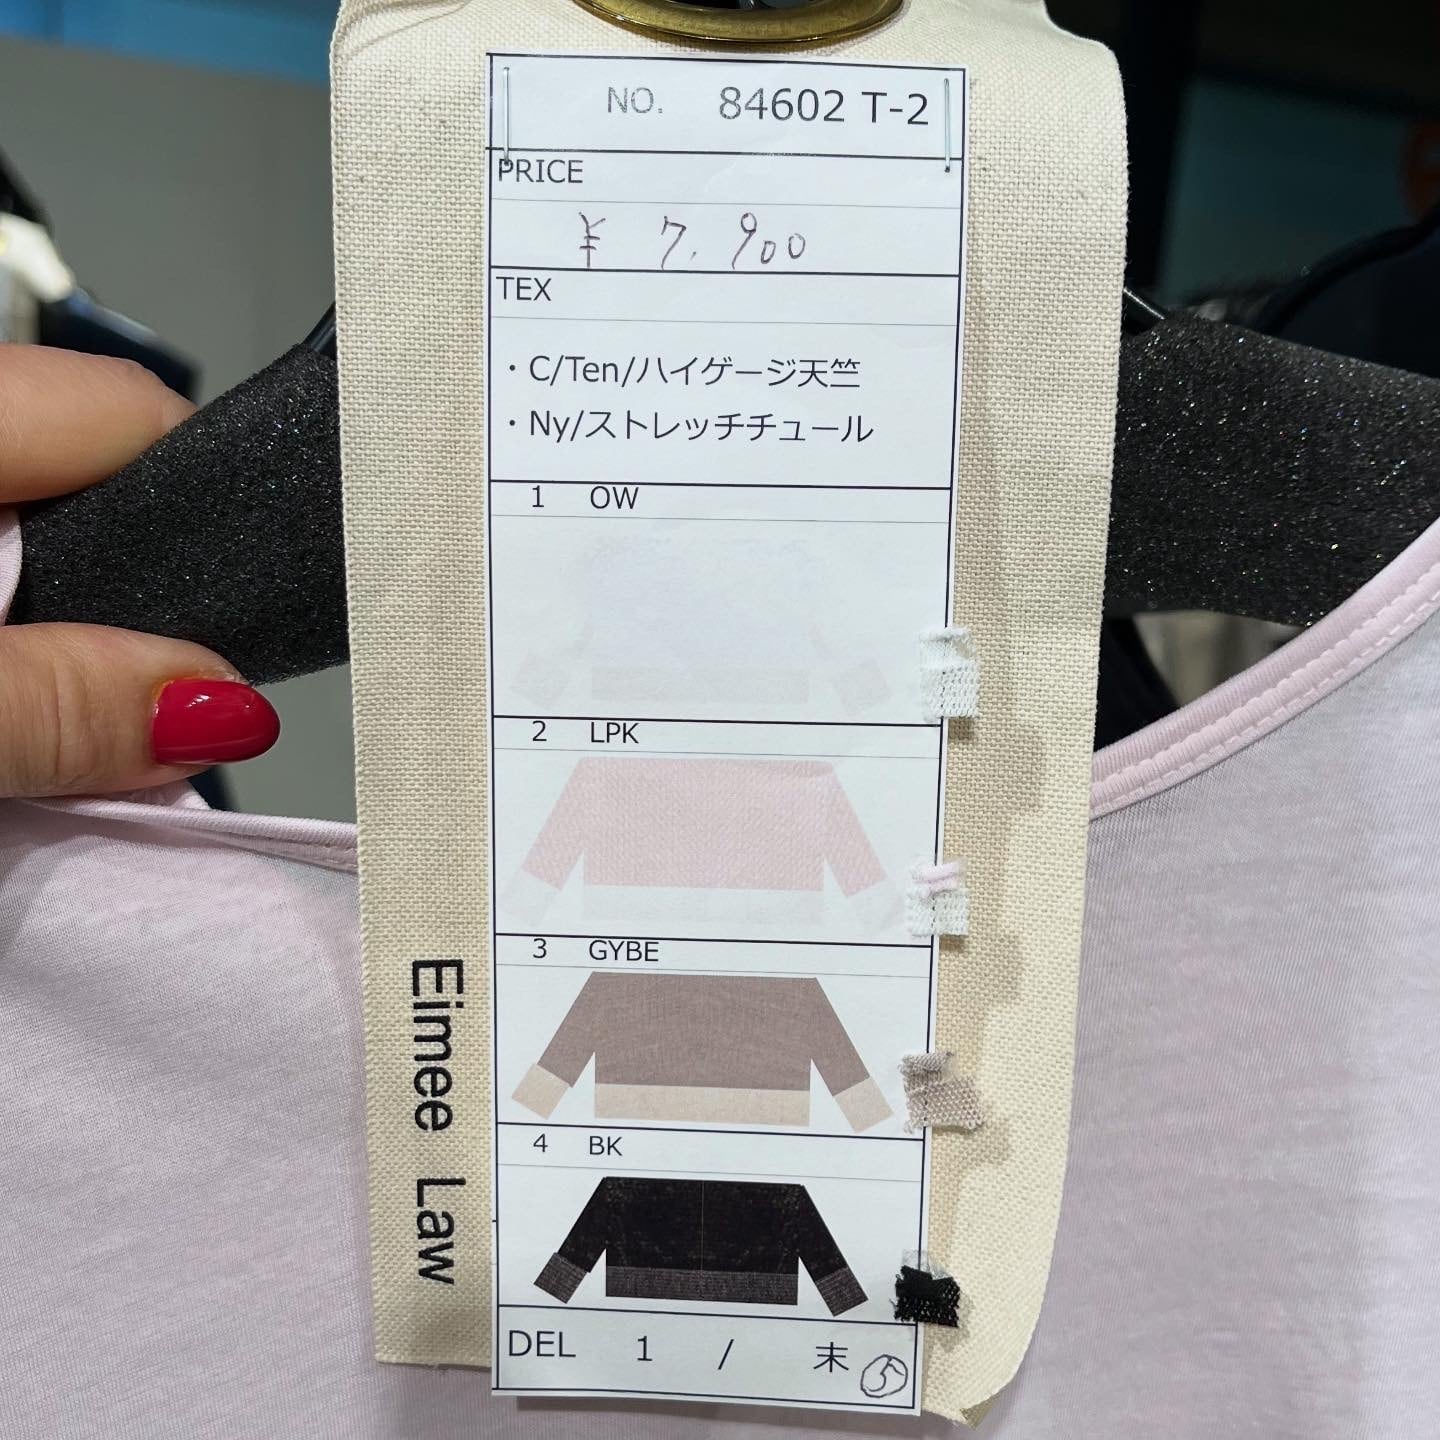 NO. 84602 T-2
PRICE
¥ 7,900
TEX
・C/Ten/ハイゲージ天竺
・Ny/ストレッチチュール
1 OW
2 LPK
3 GYBE
4 BK
DEL 1 / 末 ⑤
Eimee Law